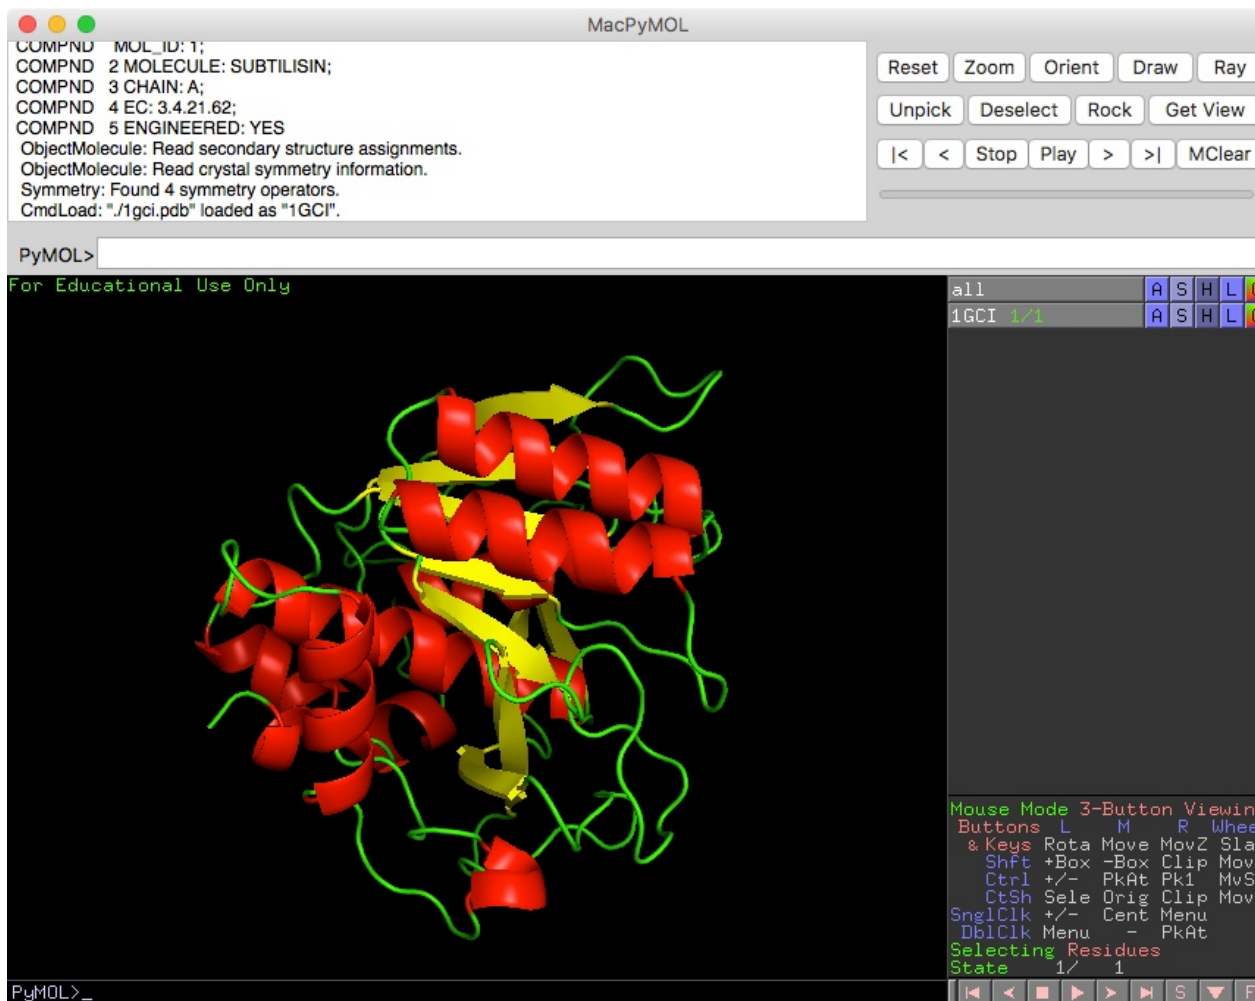 MacPyMOL
COMPND MOL_ID: 1;
COMPND 2 MOLECULE: SUBTILISIN;
COMPND 3 CHAIN: A;
COMPND 4 EC: 3.4.21.62;
COMPND 5 ENGINEERED: YES
ObjectMolecule: Read secondary structure assignments.
ObjectMolecule: Read crystal symmetry information.
Symmetry: Found 4 symmetry operators.
CmdLoad: "./1gci.pdb" loaded as "1GCI".
Reset Zoom Orient Draw Ray
Unpick Deselect Rock Get View
|< < Stop Play > >| MClear
PyMOL>
For Educational Use Only
all A S H L
1GCI 1/1 A S H L
Mouse Mode 3-Button Viewin
Buttons L M R Whee
& Keys Rota Move MovZ Sla
Shft +Box -Box Clip Mov
Ctrl +/- PkAt Pk1 MvS
CtSh Sele Orig Clip Mov
SnglClk +/- Cent Menu
DblClk Menu - PkAt
Selecting Residues
State 1/ 1
PyMOL>_
S